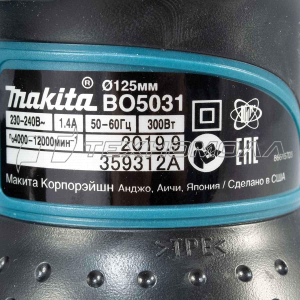 makita® Ø125мм
BO5031
230-240В~ 1.4A 50-60Гц 300Вт
n₀4000-12000мин⁻¹ 2019.9
359312A
Макита Корпорэйшн Анджо, Аичи, Япония / Сделано в США
>TPE<